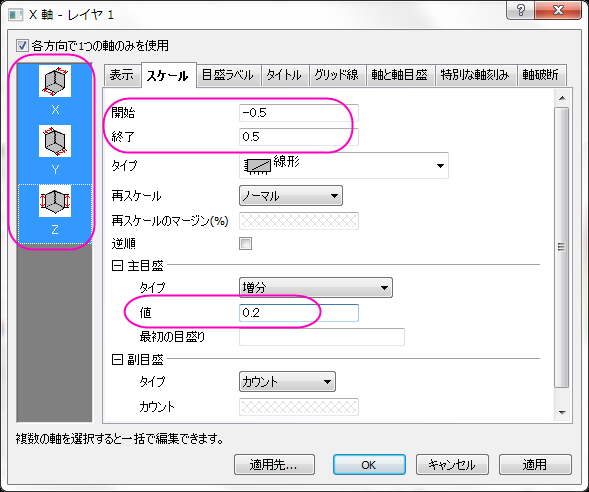 X 軸 - レイヤ 1
各方向で1つの軸のみを使用
X
Y
Z
表示 スケール 目盛ラベル タイトル グリッド線 軸と軸目盛 特別な軸刻み 軸破断
開始 -0.5
終了 0.5
タイプ 線形
再スケール ノーマル
再スケールのマージン(%)
逆順
主目盛
タイプ 増分
値 0.2
最初の目盛り
副目盛
タイプ カウント
カウント
複数の軸を選択すると一括で編集できます。
適用先... OK キャンセル 適用